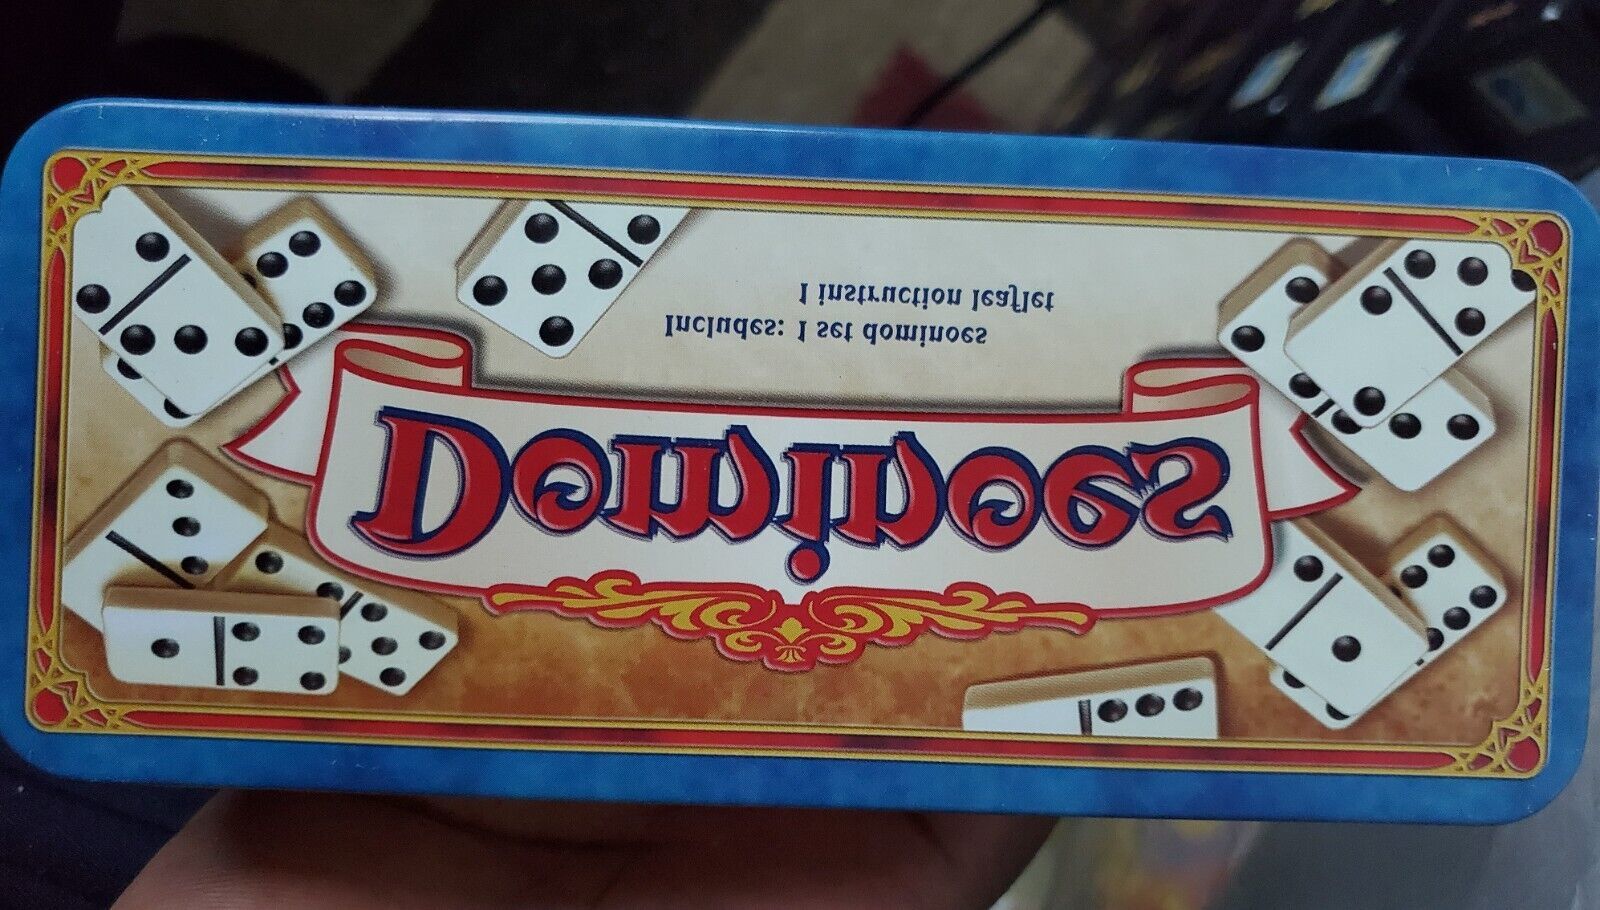 Dominoes
Includes: 1 set dominoes
1 instruction leaflet